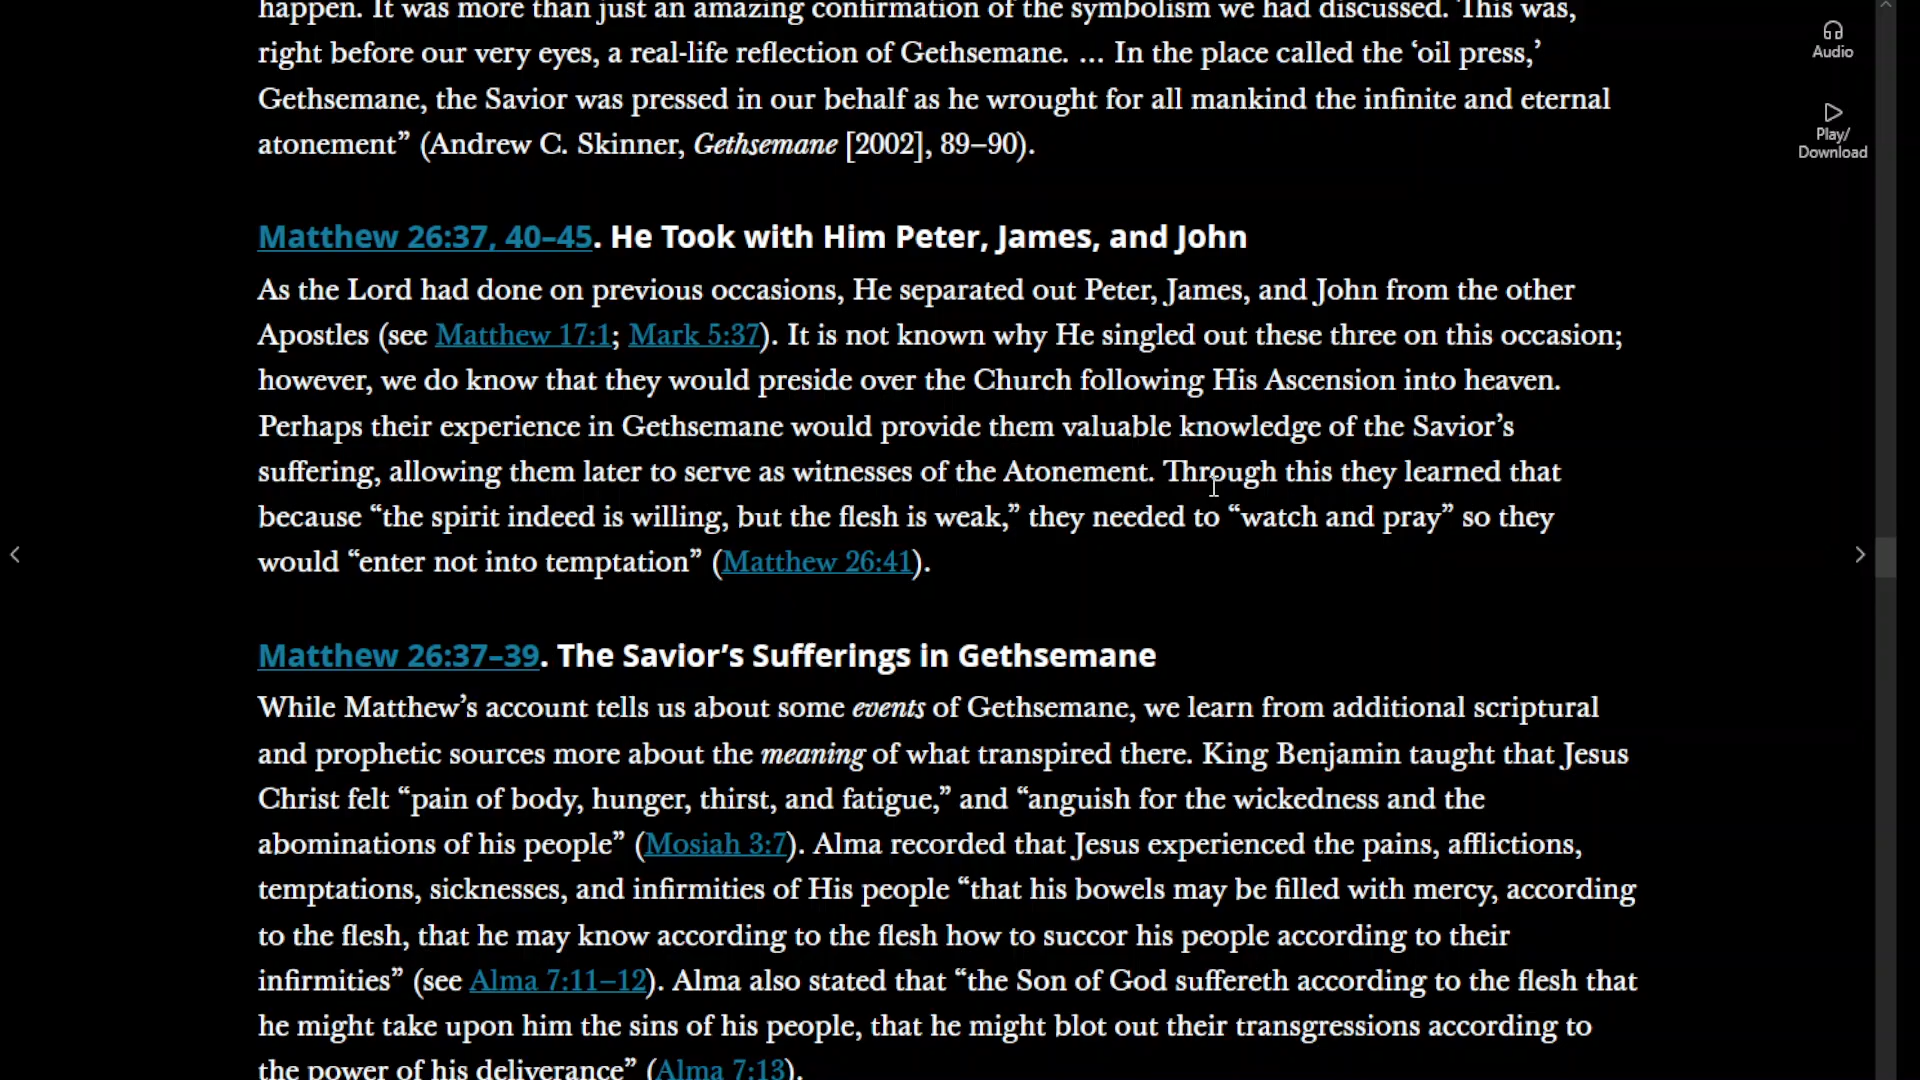 happen. It was more than just an amazing confirmation of the symbolism we had discussed. This was,
right before our very eyes, a real-life reflection of Gethsemane. … In the place called the ‘oil press,’
Gethsemane, the Savior was pressed in our behalf as he wrought for all mankind the infinite and eternal
atonement” (Andrew C. Skinner, Gethsemane [2002], 89–90).
Matthew 26:37, 40–45. He Took with Him Peter, James, and John
As the Lord had done on previous occasions, He separated out Peter, James, and John from the other
Apostles (see Matthew 17:1; Mark 5:37). It is not known why He singled out these three on this occasion;
however, we do know that they would preside over the Church following His Ascension into heaven.
Perhaps their experience in Gethsemane would provide them valuable knowledge of the Savior’s
suffering, allowing them later to serve as witnesses of the Atonement. Through this they learned that
because “the spirit indeed is willing, but the flesh is weak,” they needed to “watch and pray” so they
would “enter not into temptation” (Matthew 26:41).
Matthew 26:37–39. The Savior’s Sufferings in Gethsemane
While Matthew’s account tells us about some events of Gethsemane, we learn from additional scriptural
and prophetic sources more about the meaning of what transpired there. King Benjamin taught that Jesus
Christ felt “pain of body, hunger, thirst, and fatigue,” and “anguish for the wickedness and the
abominations of his people” (Mosiah 3:7). Alma recorded that Jesus experienced the pains, afflictions,
temptations, sicknesses, and infirmities of His people “that his bowels may be filled with mercy, according
to the flesh, that he may know according to the flesh how to succor his people according to their
infirmities” (see Alma 7:11–12). Alma also stated that “the Son of God suffereth according to the flesh that
he might take upon him the sins of his people, that he might blot out their transgressions according to
the power of his deliverance” (Alma 7:13).
Audio
Play/
Download